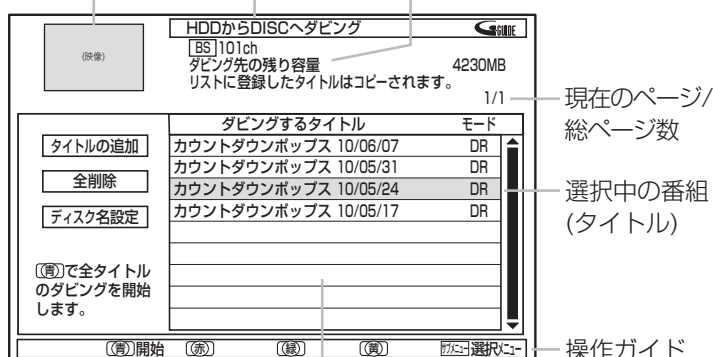 HDDからDISCへダビング
G GUIDE
(映像)
BS 101ch
ダビング先の残り容量 4230MB
リストに登録したタイトルはコピーされます。
1/1
現在のページ/
総ページ数
ダビングするタイトル モード
タイトルの追加
全削除
ディスク名設定
カウントダウンポップス 10/06/07 DR
カウントダウンポップス 10/05/31 DR
カウントダウンポップス 10/05/24 DR
カウントダウンポップス 10/05/17 DR
選択中の番組
(タイトル)
(青)で全タイトル
のダビングを開始
します。
(青)開始 (赤) (緑) (黄) サブメニュー 選択メニュー
操作ガイド